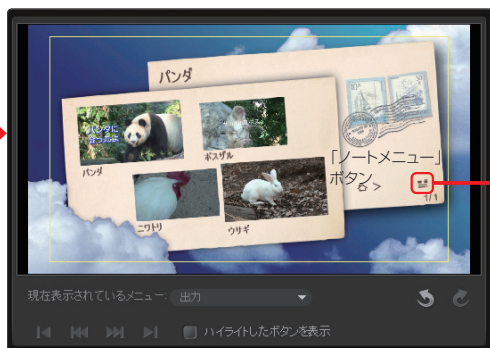 パンダ
パンダに
会ったよ
パンダ
ボスザル
ニワトリ
ウサギ
「ノートメニュー」
ボタン
1/1
現在表示されているメニュー:
出力
ハイライトしたボタンを表示